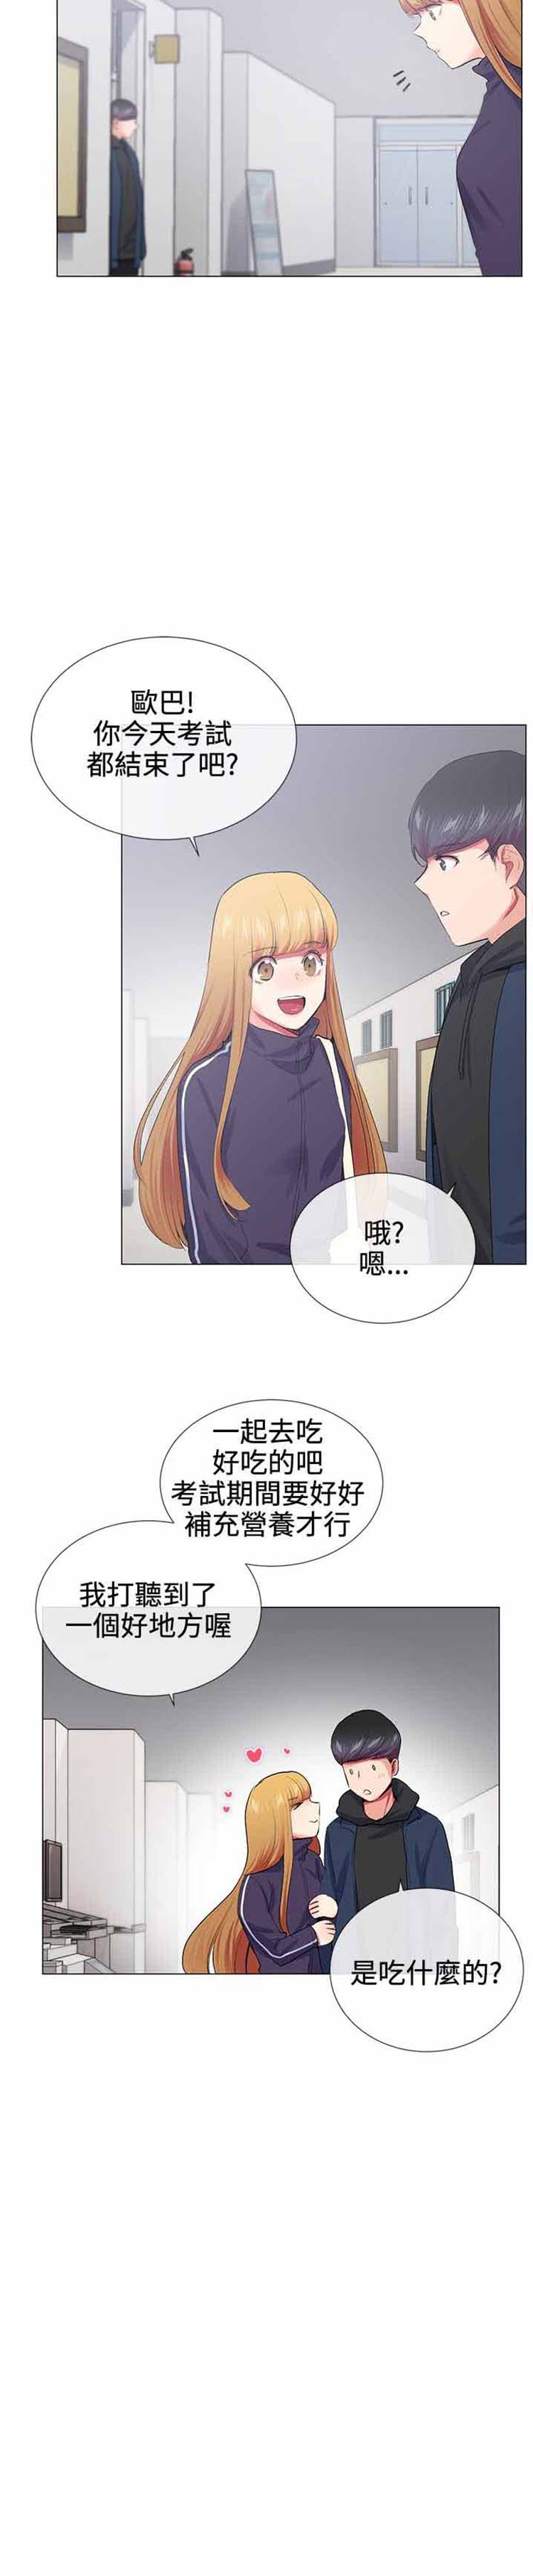 歐巴!
你今天考試
都結束了吧?
哦?
嗯...
一起去吃
好吃的吧
考試期間要好好
補充營養才行
我打聽到了
一個好地方喔
是吃什麼的?